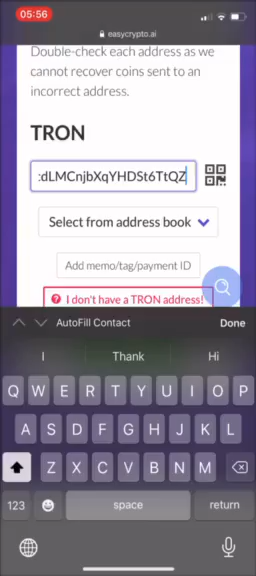 05:56
easycrypto.ai
Double-check each address as we
cannot recover coins sent to an
incorrect address.
TRON
:dLMCnjbXqYHDSt6TtQZ
Select from address book
Add memo/tag/payment ID
I don't have a TRON address!
AutoFill Contact
Done
I
Thank
Hi
Q W E R T Y U I O P
A S D F G H J K L
Z X C V B N M
123
space
return